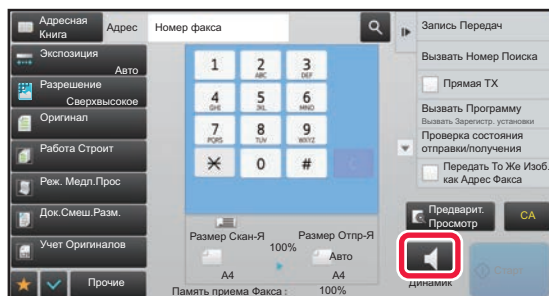 Адресная
Книга
Адрес
Номер факса
Запись Передач
Экспозиция
Авто
Вызвать Номер Поиска
Разрешение
Сверхвысокое
Прямая TX
Оригинал
Вызвать Программу
Вызвать Зарегистр. установки
Работа Строит
Проверка состояния
отправки/получения
Реж. Медл.Прос
Передать То Же Изоб.
как Адрес Факса
Док.Смеш.Разм.
Учет Оригиналов
Прочие
1
2
ABC
3
DEF
4
GHI
5
JKL
6
MNO
7
PQRS
8
TUV
9
WXYZ
0
#
Размер Скан-Я
100%
Размер Отпр-Я
Авто
A4
A4
Память приема Факса :
100%
Предварит.
Просмотр
CA
Динамик
Старт